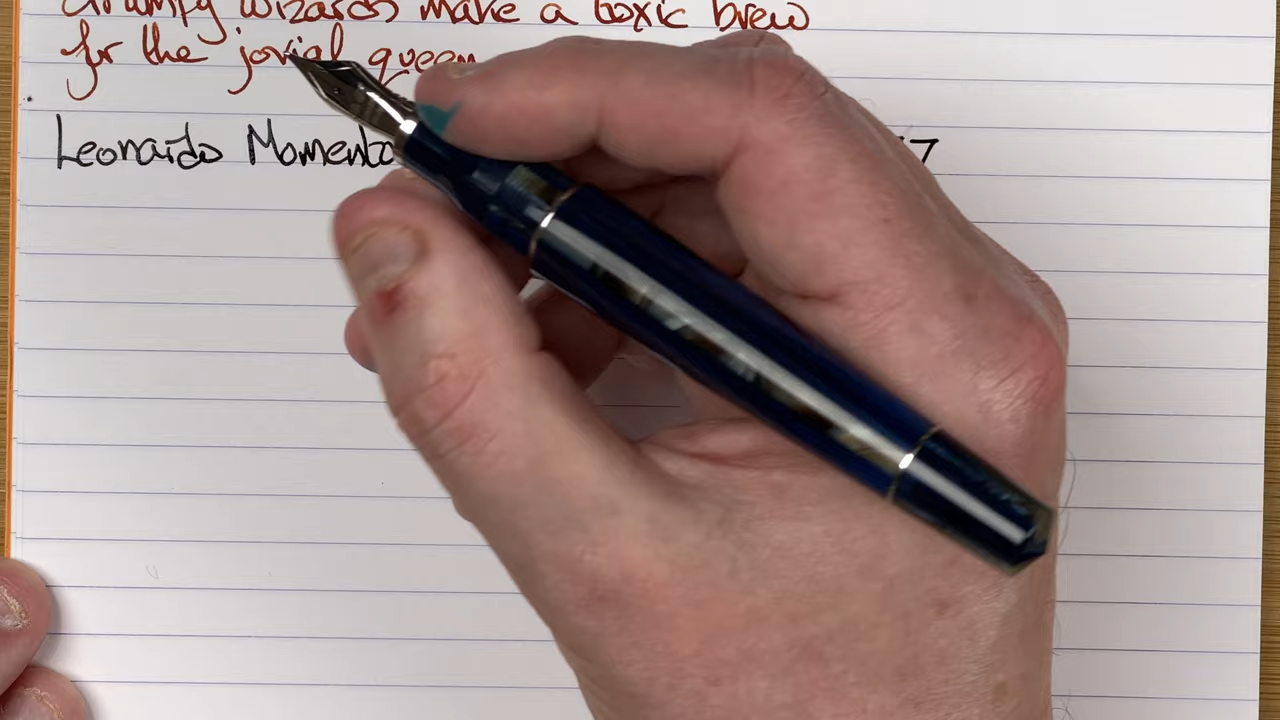 Grumpy wizards make a toxic brew
for the jovial queen
Leonardo Momento